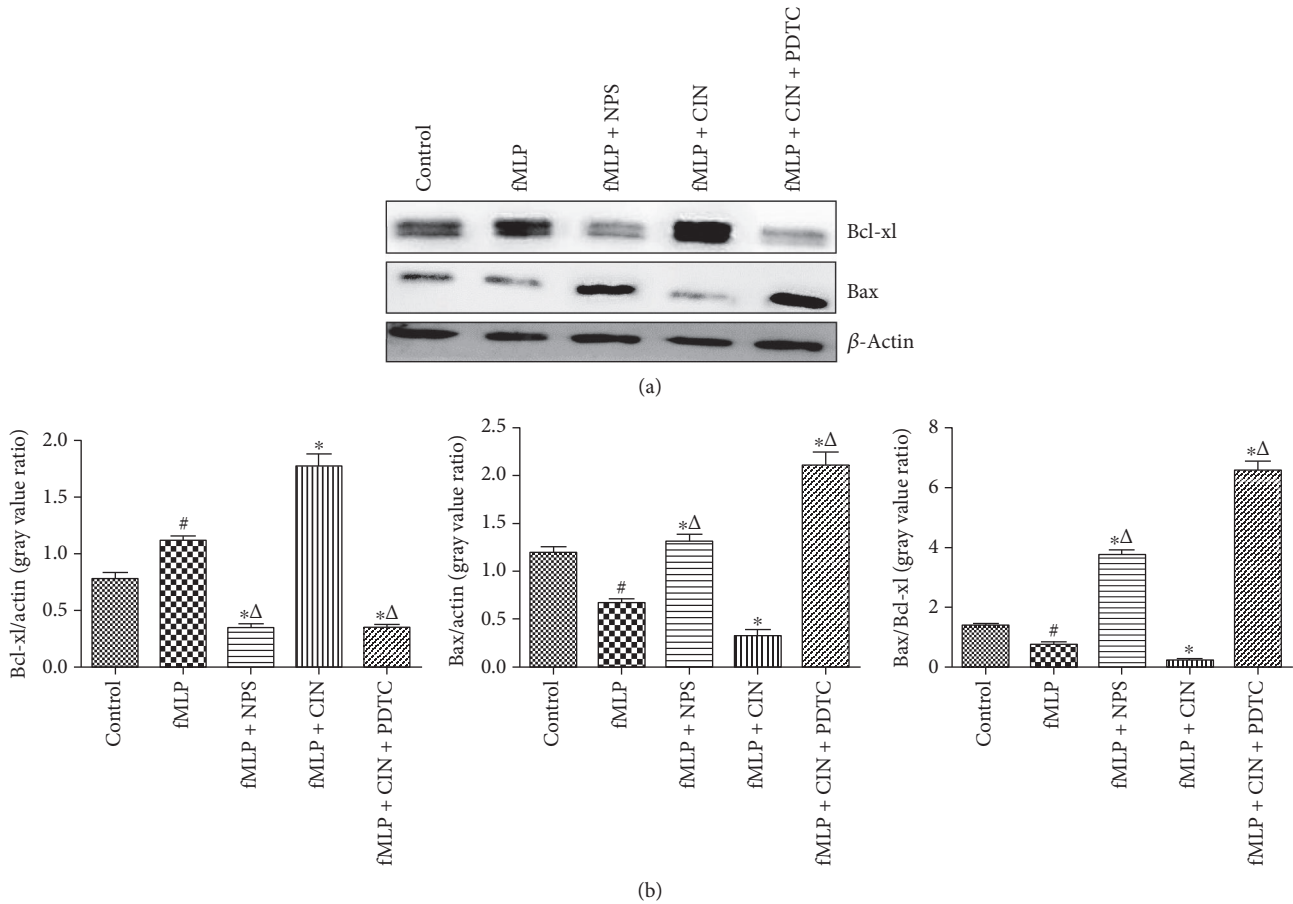 Control
fMLP
fMLP + NPS
fMLP + CIN
fMLP + CIN + PDTC
Bcl-xl
Bax
β-Actin
(a)
Bcl-xl/actin (gray value ratio)
2.0
1.5
1.0
0.5
0.0
#
*Δ
*
*Δ
Control
fMLP
fMLP + NPS
fMLP + CIN
fMLP + CIN + PDTC
Bax/actin (gray value ratio)
2.5
2.0
1.5
1.0
0.5
0.0
#
*Δ
*
*Δ
Control
fMLP
fMLP + NPS
fMLP + CIN
fMLP + CIN + PDTC
Bax/Bcl-xl (gray value ratio)
8
6
4
2
0
#
*Δ
*
*Δ
Control
fMLP
fMLP + NPS
fMLP + CIN
fMLP + CIN + PDTC
(b)